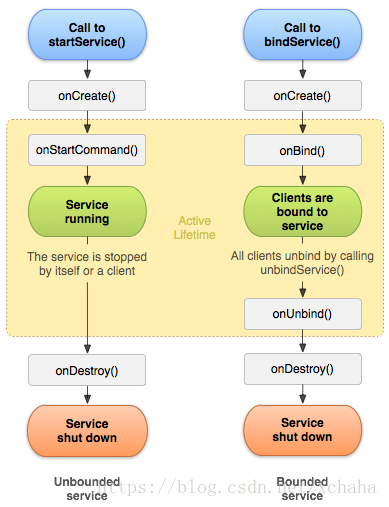 Call to
startService()
onCreate()
onStartCommand()
Service
running
The service is stopped
by itself or a client
onDestroy()
Service
shut down
Unbounded
service
Call to
bindService()
onCreate()
onBind()
Clients are
bound to
service
All clients unbind by calling
unbindService()
onUnbind()
onDestroy()
Service
shut down
Bounded
service
Active
Lifetime
https://blog.csdn.net/xchaha